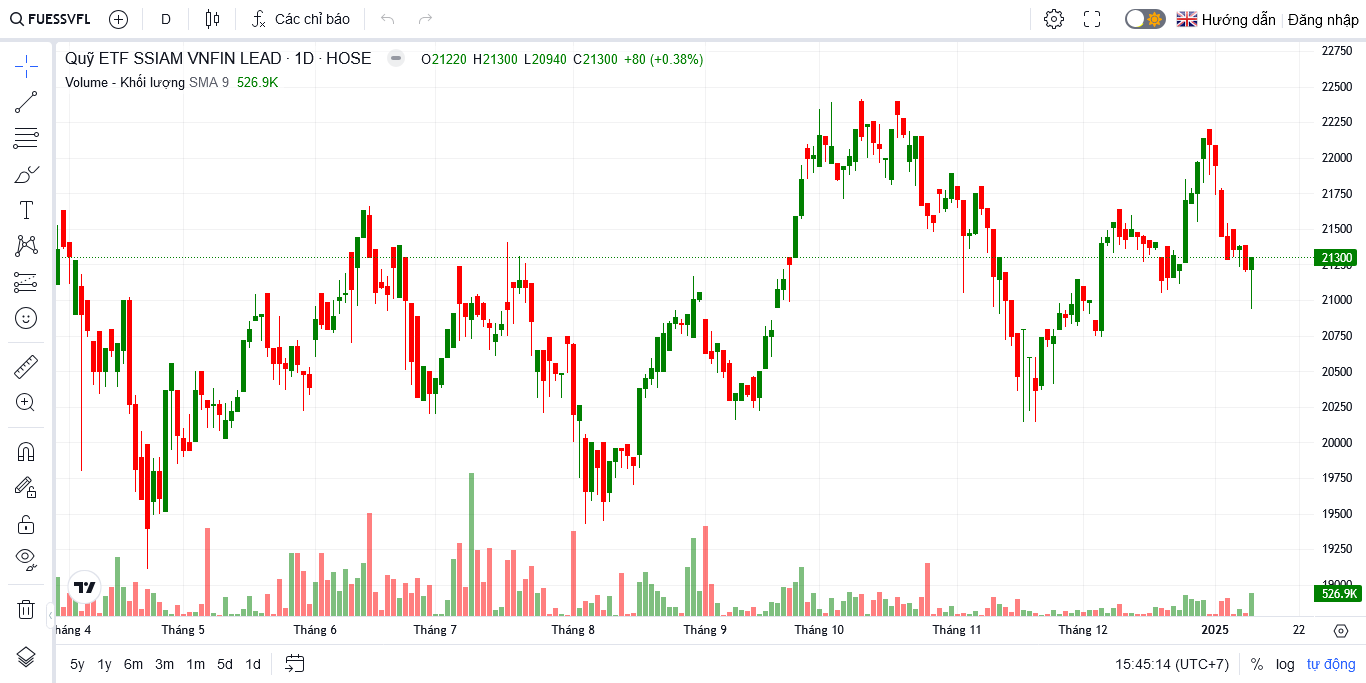 FUESSVFL D Các chỉ báo Hướng dẫn Đăng nhập
Quỹ ETF SSIAM VNFIN LEAD · 1D · HOSE O21220 H21300 L20940 C21300 +80 (+0.38%)
Volume - Khối lượng SMA 9 526.9K
22750
22500
22250
22000
21750
21500
21300
21250
21000
20750
20500
20250
20000
19750
19500
19250
19000
526.9K
háng 4 Tháng 5 Tháng 6 Tháng 7 Tháng 8 Tháng 9 Tháng 10 Tháng 11 Tháng 12 2025 22
5y 1y 6m 3m 1m 5d 1d 15:45:14 (UTC+7) % log tự động